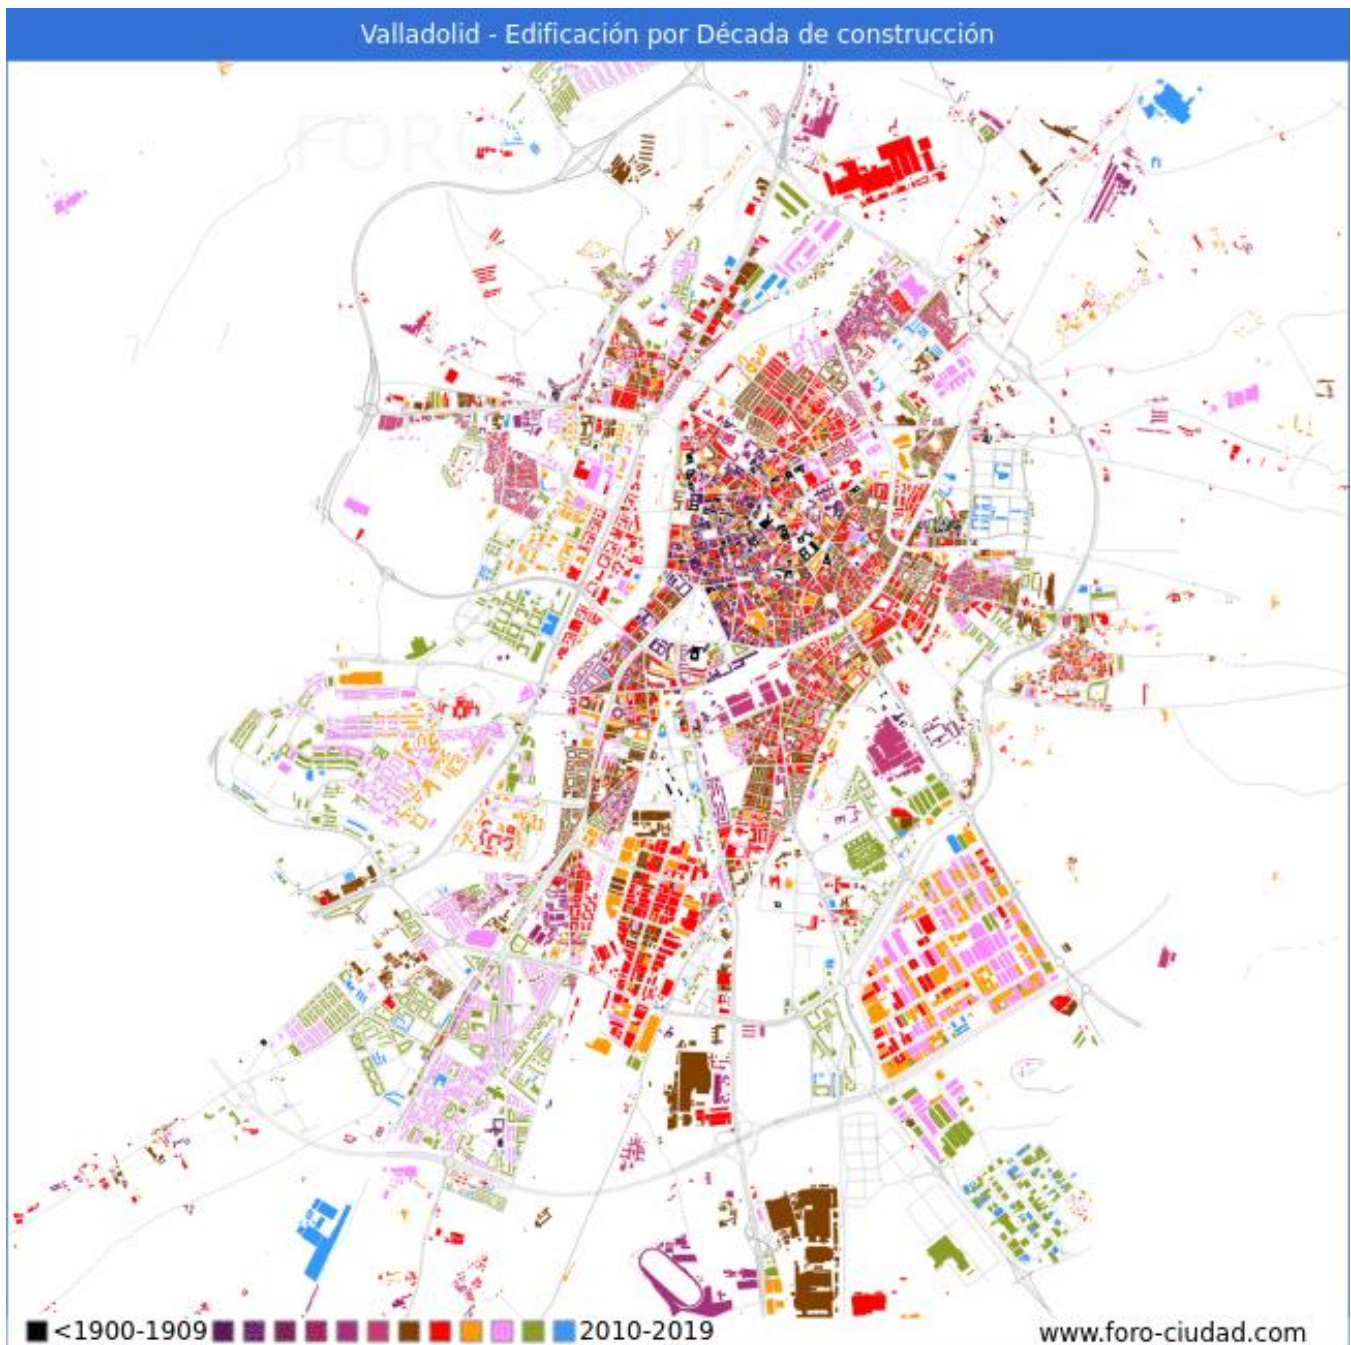 Valladolid - Edificación por Década de construcción
<1900-1909 2010-2019
www.foro-ciudad.com